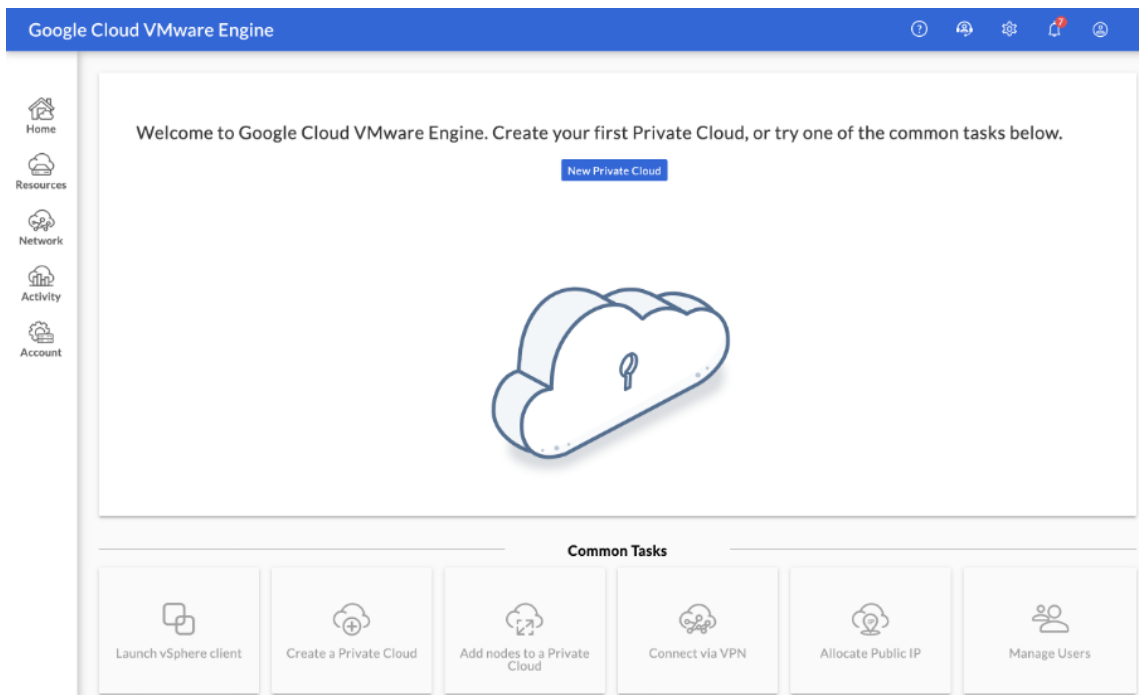 Google Cloud VMware Engine
7
Home
Resources
Network
Activity
Account
Welcome to Google Cloud VMware Engine. Create your first Private Cloud, or try one of the common tasks below.
New Private Cloud
Common Tasks
Launch vSphere client
Create a Private Cloud
Add nodes to a Private
Cloud
Connect via VPN
Allocate Public IP
Manage Users